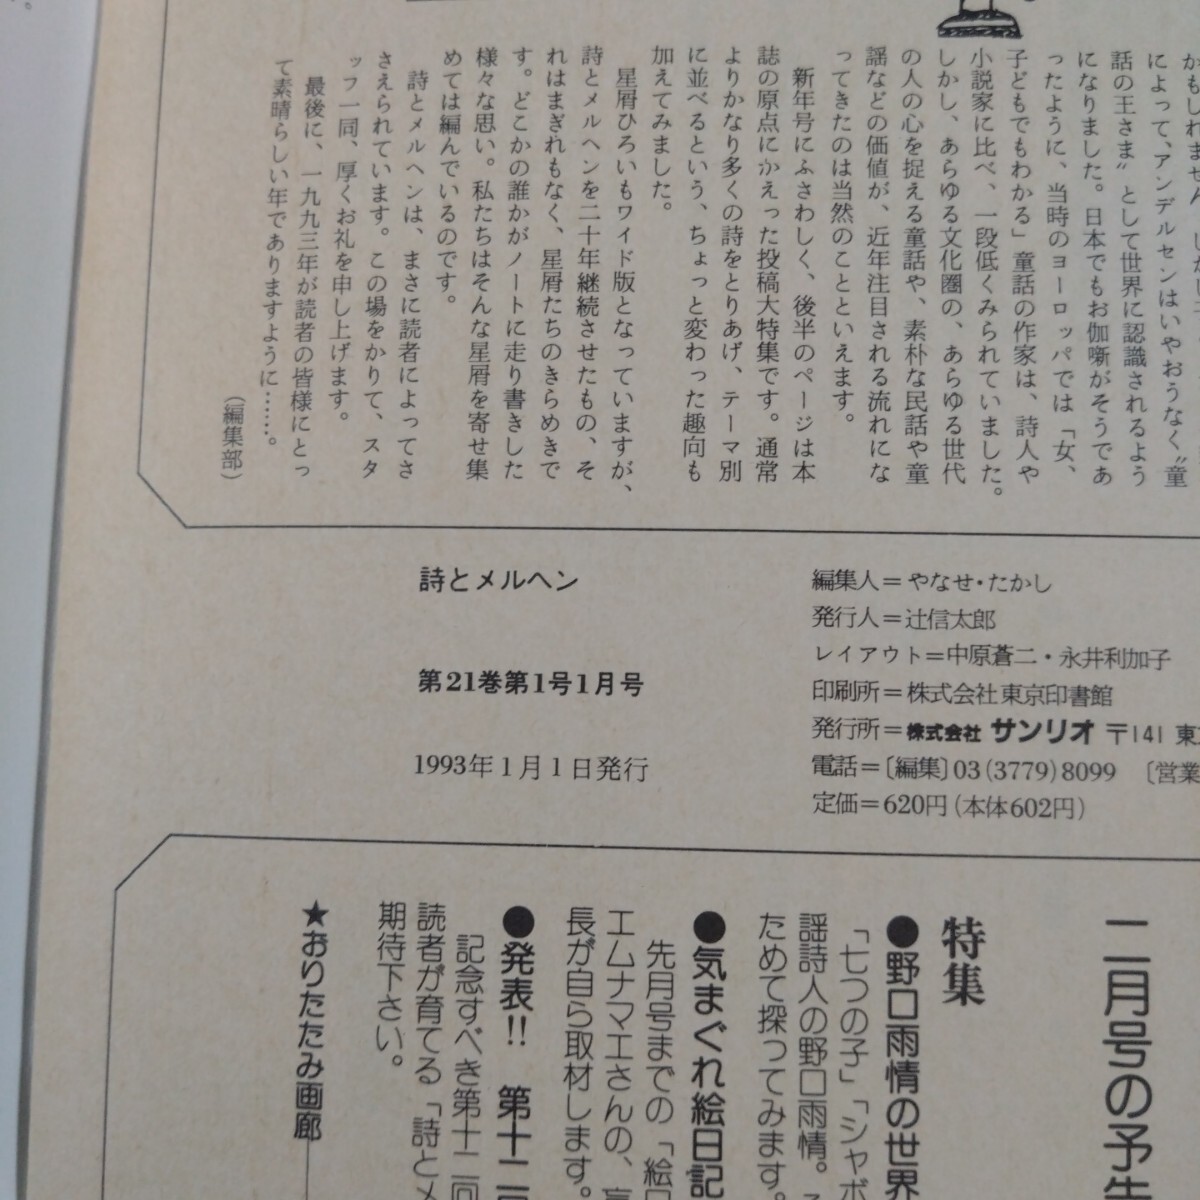 かもしれません。しかし、
によって、アンデルセンはいやおうなく〝童
話の王さま〟として世界に認識されるよう
になりました。日本でもお伽噺がそうであ
ったように、当時のヨーロッパでは「女、
子どもでもわかる」童話の作家は、詩人や
小説家に比べ、一段低くみられていました。
しかし、あらゆる文化圏の、あらゆる世代
の人の心を捉える童話や、素朴な民話や童
謡などの価値が、近年注目される流れにな
ってきたのは当然のことといえます。
新年号にふさわしく、後半のページは本
誌の原点にかえった投稿大特集です。通常
よりかなり多くの詩をとりあげ、テーマ別
に並べるという、ちょっと変わった趣向も
加えてみました。
星屑ひろいもワイド版となっていますが、
詩とメルヘンを二十年継続させたもの、そ
れはまぎれもなく、星屑たちのきらめきで
す。どこかの誰かがノートに走り書きした
様々な思い。私たちはそんな星屑を寄せ集
めては編んでいるのです。
詩とメルヘンは、まさに読者によってさ
さえられています。この場をかりて、スタ
ッフ一同、厚くお礼を申し上げます。
最後に、一九九三年が読者の皆様にとっ
て素晴らしい年でありますように……。
（編集部）
詩とメルヘン
第21巻第1号1月号
1993年1月1日発行
編集人＝やなせ・たかし
発行人＝辻信太郎
レイアウト＝中原蒼二・永井利加子
印刷所＝株式会社東京印書館
発行所＝株式会社 サンリオ 〒141 東
電話＝〔編集〕03(3779)8099 〔営業
定価＝620円(本体602円)
二月号の予告
特集
●野口雨情の世界
「七つの子」「シャボ
謡詩人の野口雨情。
ためて探ってみます。
●気まぐれ絵日記
先月号までの「絵日
エムナマエさんの、
長が自ら取材します。
●発表!! 第十二回
記念すべき第十二回
読者が育てる「詩とメ
期待下さい。
★おりたたみ画廊